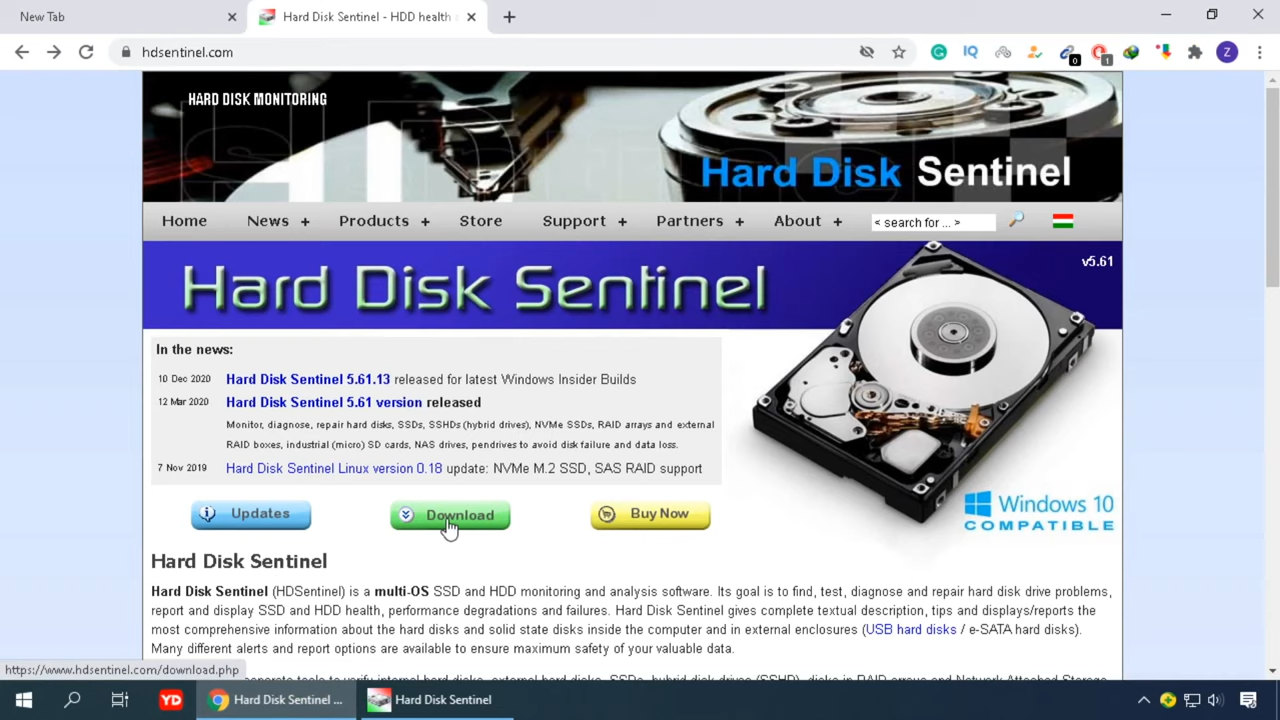 New Tab
Hard Disk Sentinel - HDD health
hdsentinel.com
0
1
Z
HARD DISK MONITORING
Hard Disk Sentinel
Home News + Products + Store Support + Partners + About + < search for ... >
Hard Disk Sentinel
v5.61
In the news:
10 Dec 2020 Hard Disk Sentinel 5.61.13 released for latest Windows Insider Builds
12 Mar 2020 Hard Disk Sentinel 5.61 version released
Monitor, diagnose, repair hard disks, SSDs, SSHDs (hybrid drives), NVMe SSDs, RAID arrays and external
RAID boxes, industrial (micro) SD cards, NAS drives, pendrives to avoid disk failure and data loss.
7 Nov 2019 Hard Disk Sentinel Linux version 0.18 update: NVMe M.2 SSD, SAS RAID support
Windows 10
COMPATIBLE
Updates Download Buy Now
Hard Disk Sentinel
Hard Disk Sentinel (HDSentinel) is a multi-OS SSD and HDD monitoring and analysis software. Its goal is to find, test, diagnose and repair hard disk drive problems,
report and display SSD and HDD health, performance degradations and failures. Hard Disk Sentinel gives complete textual description, tips and displays/reports the
most comprehensive information about the hard disks and solid state disks inside the computer and in external enclosures (USB hard disks / e-SATA hard disks).
Many different alerts and report options are available to ensure maximum safety of your valuable data.
https://www.hdsentinel.com/download.php
YD
Hard Disk Sentinel ...
Hard Disk Sentinel